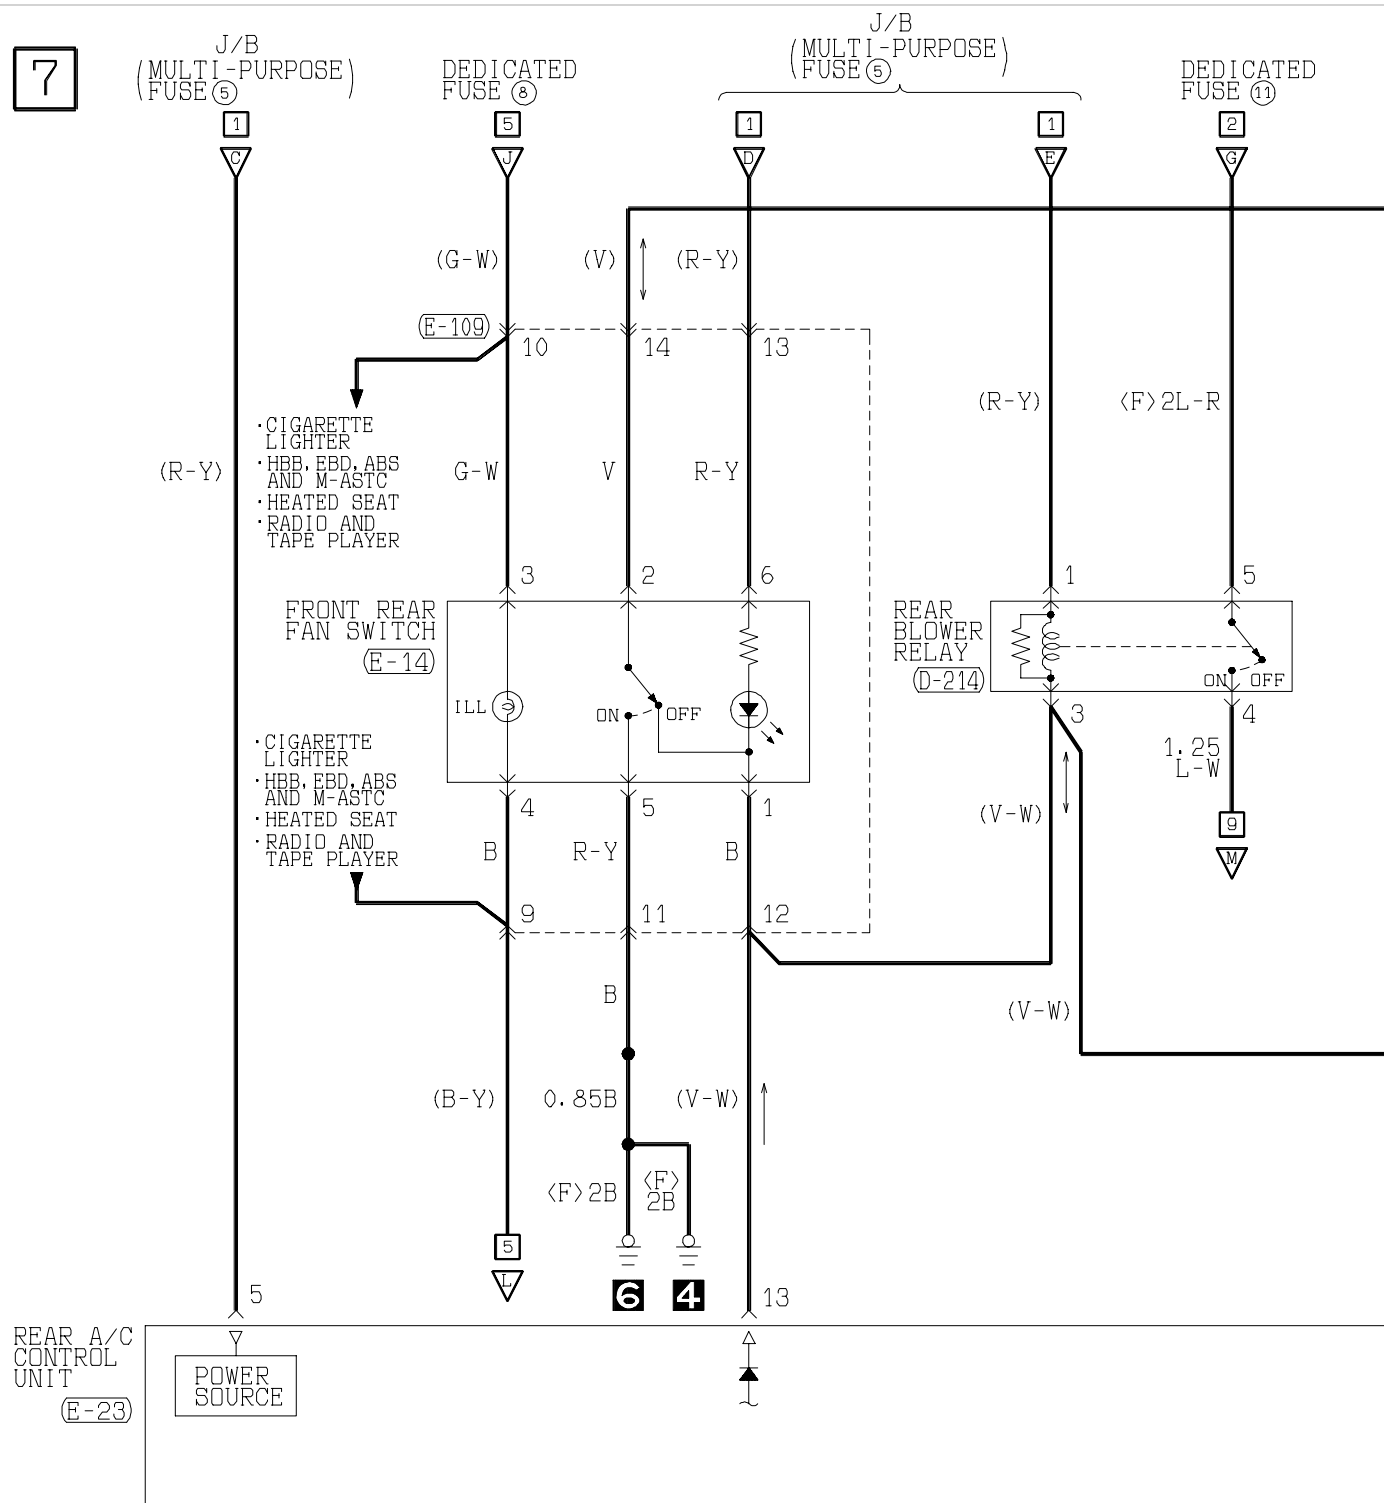 7
J/B
(MULTI-PURPOSE)
FUSE ⑤
DEDICATED
FUSE ⑧
J/B
(MULTI-PURPOSE)
FUSE ⑤
DEDICATED
FUSE ⑪
1
5
1
1
2
C
J
D
E
G
(G-W)
(V)
(R-Y)
(E-109)
10
14
13
(R-Y)
<F>2L-R
·CIGARETTE
LIGHTER
·HBB, EBD, ABS
AND M-ASTC
·HEATED SEAT
·RADIO AND
TAPE PLAYER
(R-Y)
G-W
V
R-Y
3
2
6
1
5
FRONT REAR
FAN SWITCH
(E-14)
REAR
BLOWER
RELAY
(D-214)
ILL
ON
OFF
ON
OFF
·CIGARETTE
LIGHTER
·HBB, EBD, ABS
AND M-ASTC
·HEATED SEAT
·RADIO AND
TAPE PLAYER
4
5
1
3
4
1.25
L-W
(V-W)
9
M
B
R-Y
B
9
11
12
B
(V-W)
(B-Y)
0.85B
(V-W)
<F>2B
<F>
2B
5
L
6
4
5
13
REAR A/C
CONTROL
UNIT
(E-23)
POWER
SOURCE